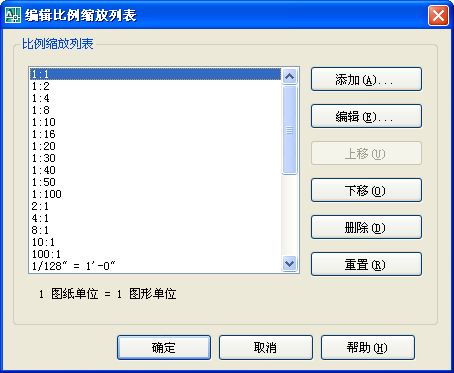 编辑比例缩放列表
比例缩放列表
1:1
1:2
1:4
1:8
1:10
1:16
1:20
1:30
1:40
1:50
1:100
2:1
4:1
8:1
10:1
100:1
1/128" = 1'-0"
添加(A)...
编辑(E)...
上移(U)
下移(O)
删除(D)
重置(R)
1 图纸单位 = 1 图形单位
确定
取消
帮助(H)